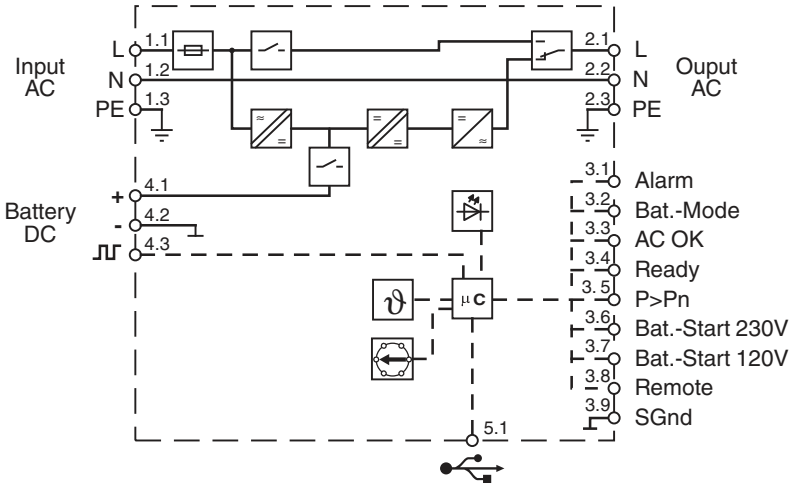 Input AC
L 1.1
N 1.2
PE 1.3
2.1 L
2.2 N
2.3 PE
Ouput AC
≈ =
= =
= ~
Battery DC
+ 4.1
- 4.2
4.3
ϑ
µC
3.1 Alarm
3.2 Bat.-Mode
3.3 AC OK
3.4 Ready
3.5 P>Pn
3.6 Bat.-Start 230V
3.7 Bat.-Start 120V
3.8 Remote
3.9 SGnd
5.1